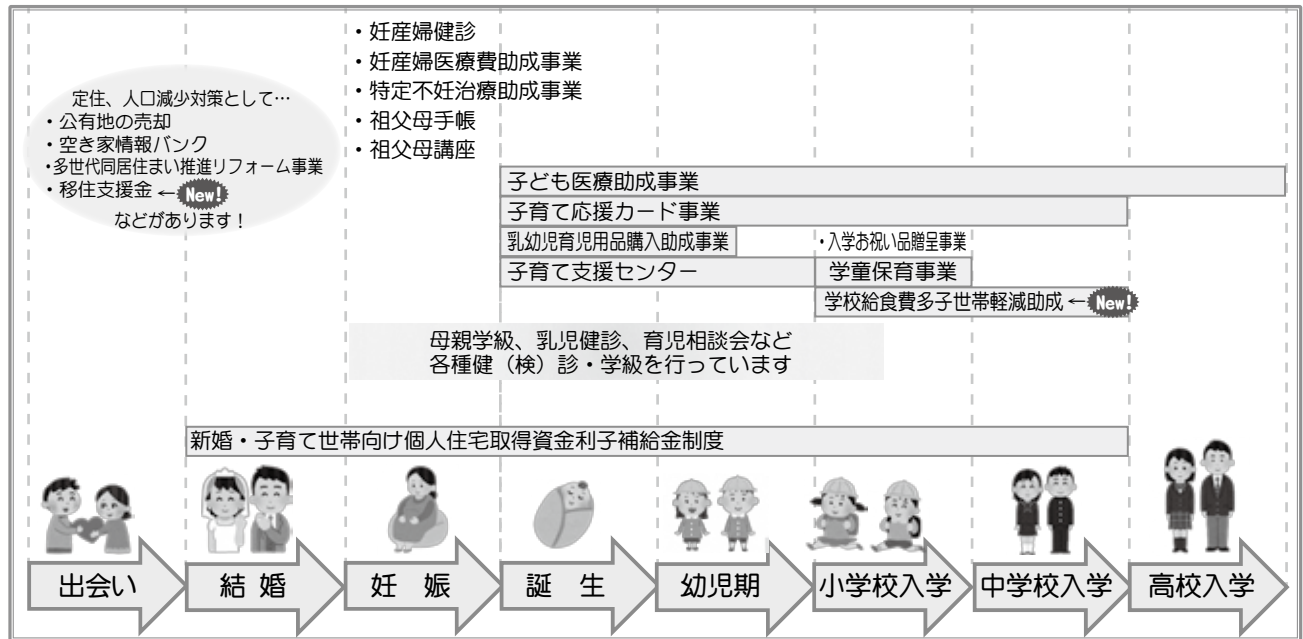 ・妊産婦健診
・妊産婦医療費助成事業
・特定不妊治療助成事業
・祖父母手帳
・祖父母講座
定住、人口減少対策として…
・公有地の売却
・空き家情報バンク
・多世代同居住まい推進リフォーム事業
・移住支援金 ← New!
などがあります！
子ども医療助成事業
子育て応援カード事業
乳幼児育児用品購入助成事業
・入学お祝い品贈呈事業
子育て支援センター
学童保育事業
学校給食費多子世帯軽減助成 ← New!
母親学級、乳児健診、育児相談会など
各種健（検）診・学級を行っています
新婚・子育て世帯向け個人住宅取得資金利子補給金制度
出会い
結 婚
妊 娠
誕 生
幼児期
小学校入学
中学校入学
高校入学